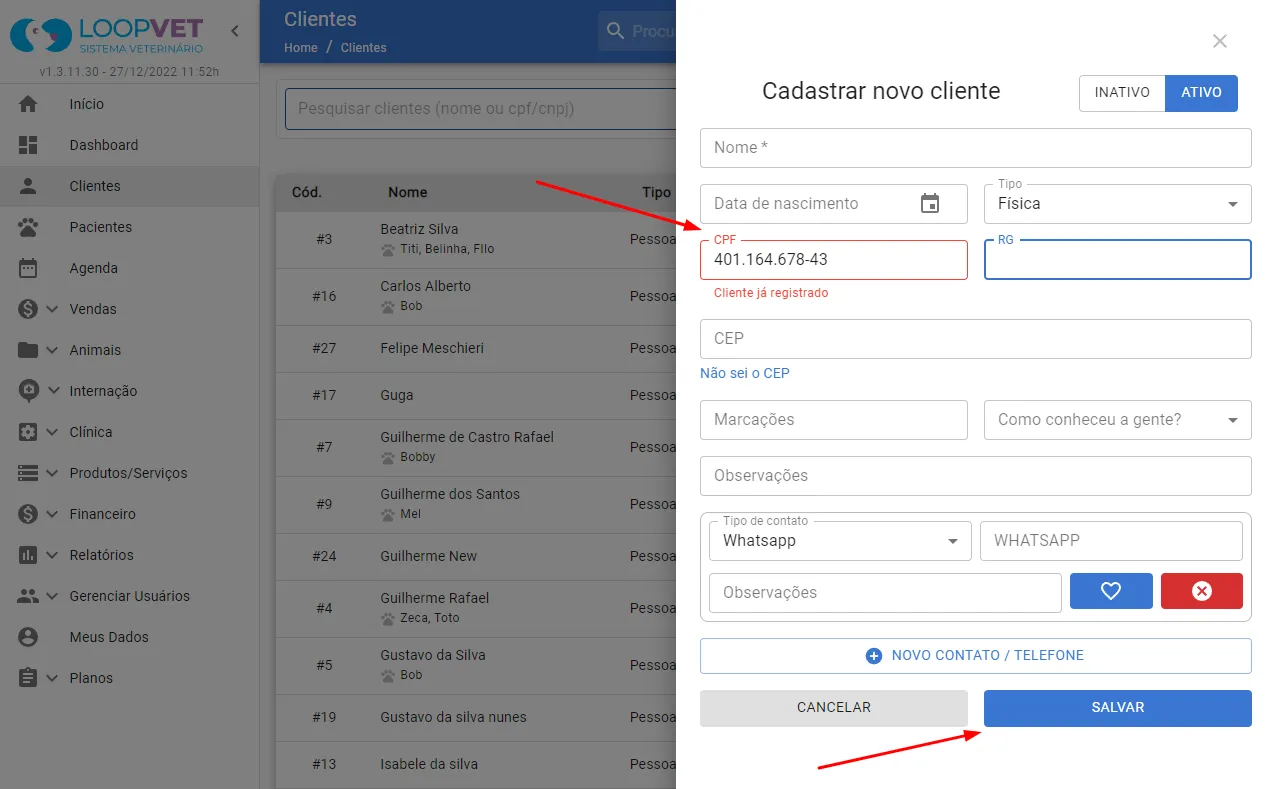 LOOPVET
SISTEMA VETERINÁRIO
v1.3.11.30 - 27/12/2022 11:52h
Início
Dashboard
Clientes
Pacientes
Agenda
Vendas
Animais
Internação
Clínica
Produtos/Serviços
Financeiro
Relatórios
Gerenciar Usuários
Meus Dados
Planos
Clientes
Home / Clientes
Procu
Pesquisar clientes (nome ou cpf/cnpj)
Cód. Nome Tipo
#3 Beatriz Silva Pessoa
Titi, Belinha, FIlo
#16 Carlos Alberto Pessoa
Bob
#27 Felipe Meschieri Pessoa
#17 Guga Pessoa
#7 Guilherme de Castro Rafael Pessoa
Bobby
#9 Guilherme dos Santos Pessoa
Mel
#24 Guilherme New Pessoa
#4 Guilherme Rafael Pessoa
Zeca, Toto
#5 Gustavo da Silva Pessoa
Bob
#19 Gustavo da silva nunes Pessoa
#13 Isabele da silva Pessoa
Cadastrar novo cliente
INATIVO ATIVO
Nome *
Data de nascimento
Tipo
Física
CPF
401.164.678-43
Cliente já registrado
RG
CEP
Não sei o CEP
Marcações
Como conheceu a gente?
Observações
Tipo de contato
Whatsapp
WHATSAPP
Observações
NOVO CONTATO / TELEFONE
CANCELAR
SALVAR